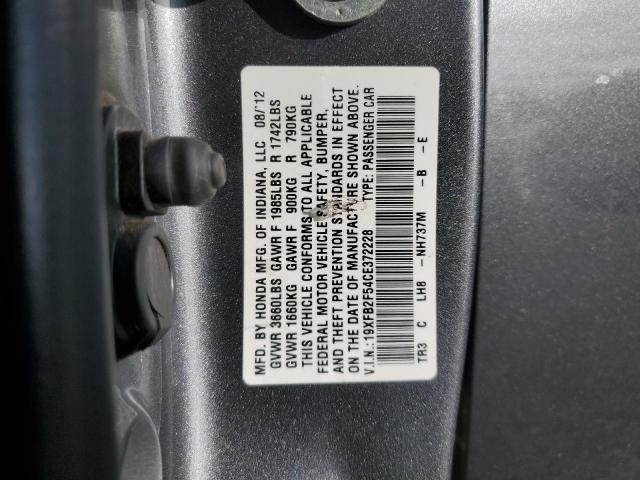 MFD. BY HONDA MFG. OF INDIANA, LLC 08/'12
GVWR 3660LBS GAWR F 1985LBS R 1742LBS
GVWR 1660KG GAWR F 900KG R 790KG
THIS VEHICLE CONFORMS TO ALL APPLICABLE
FEDERAL MOTOR VEHICLE SAFETY, BUMPER,
AND THEFT PREVENTION STANDARDS IN EFFECT
ON THE DATE OF MANUFACTURE SHOWN ABOVE.
V.I.N.:19XFB2F54CE372228 TYPE: PASSENGER CAR
TR3 C LH8 -NH737M -B -E